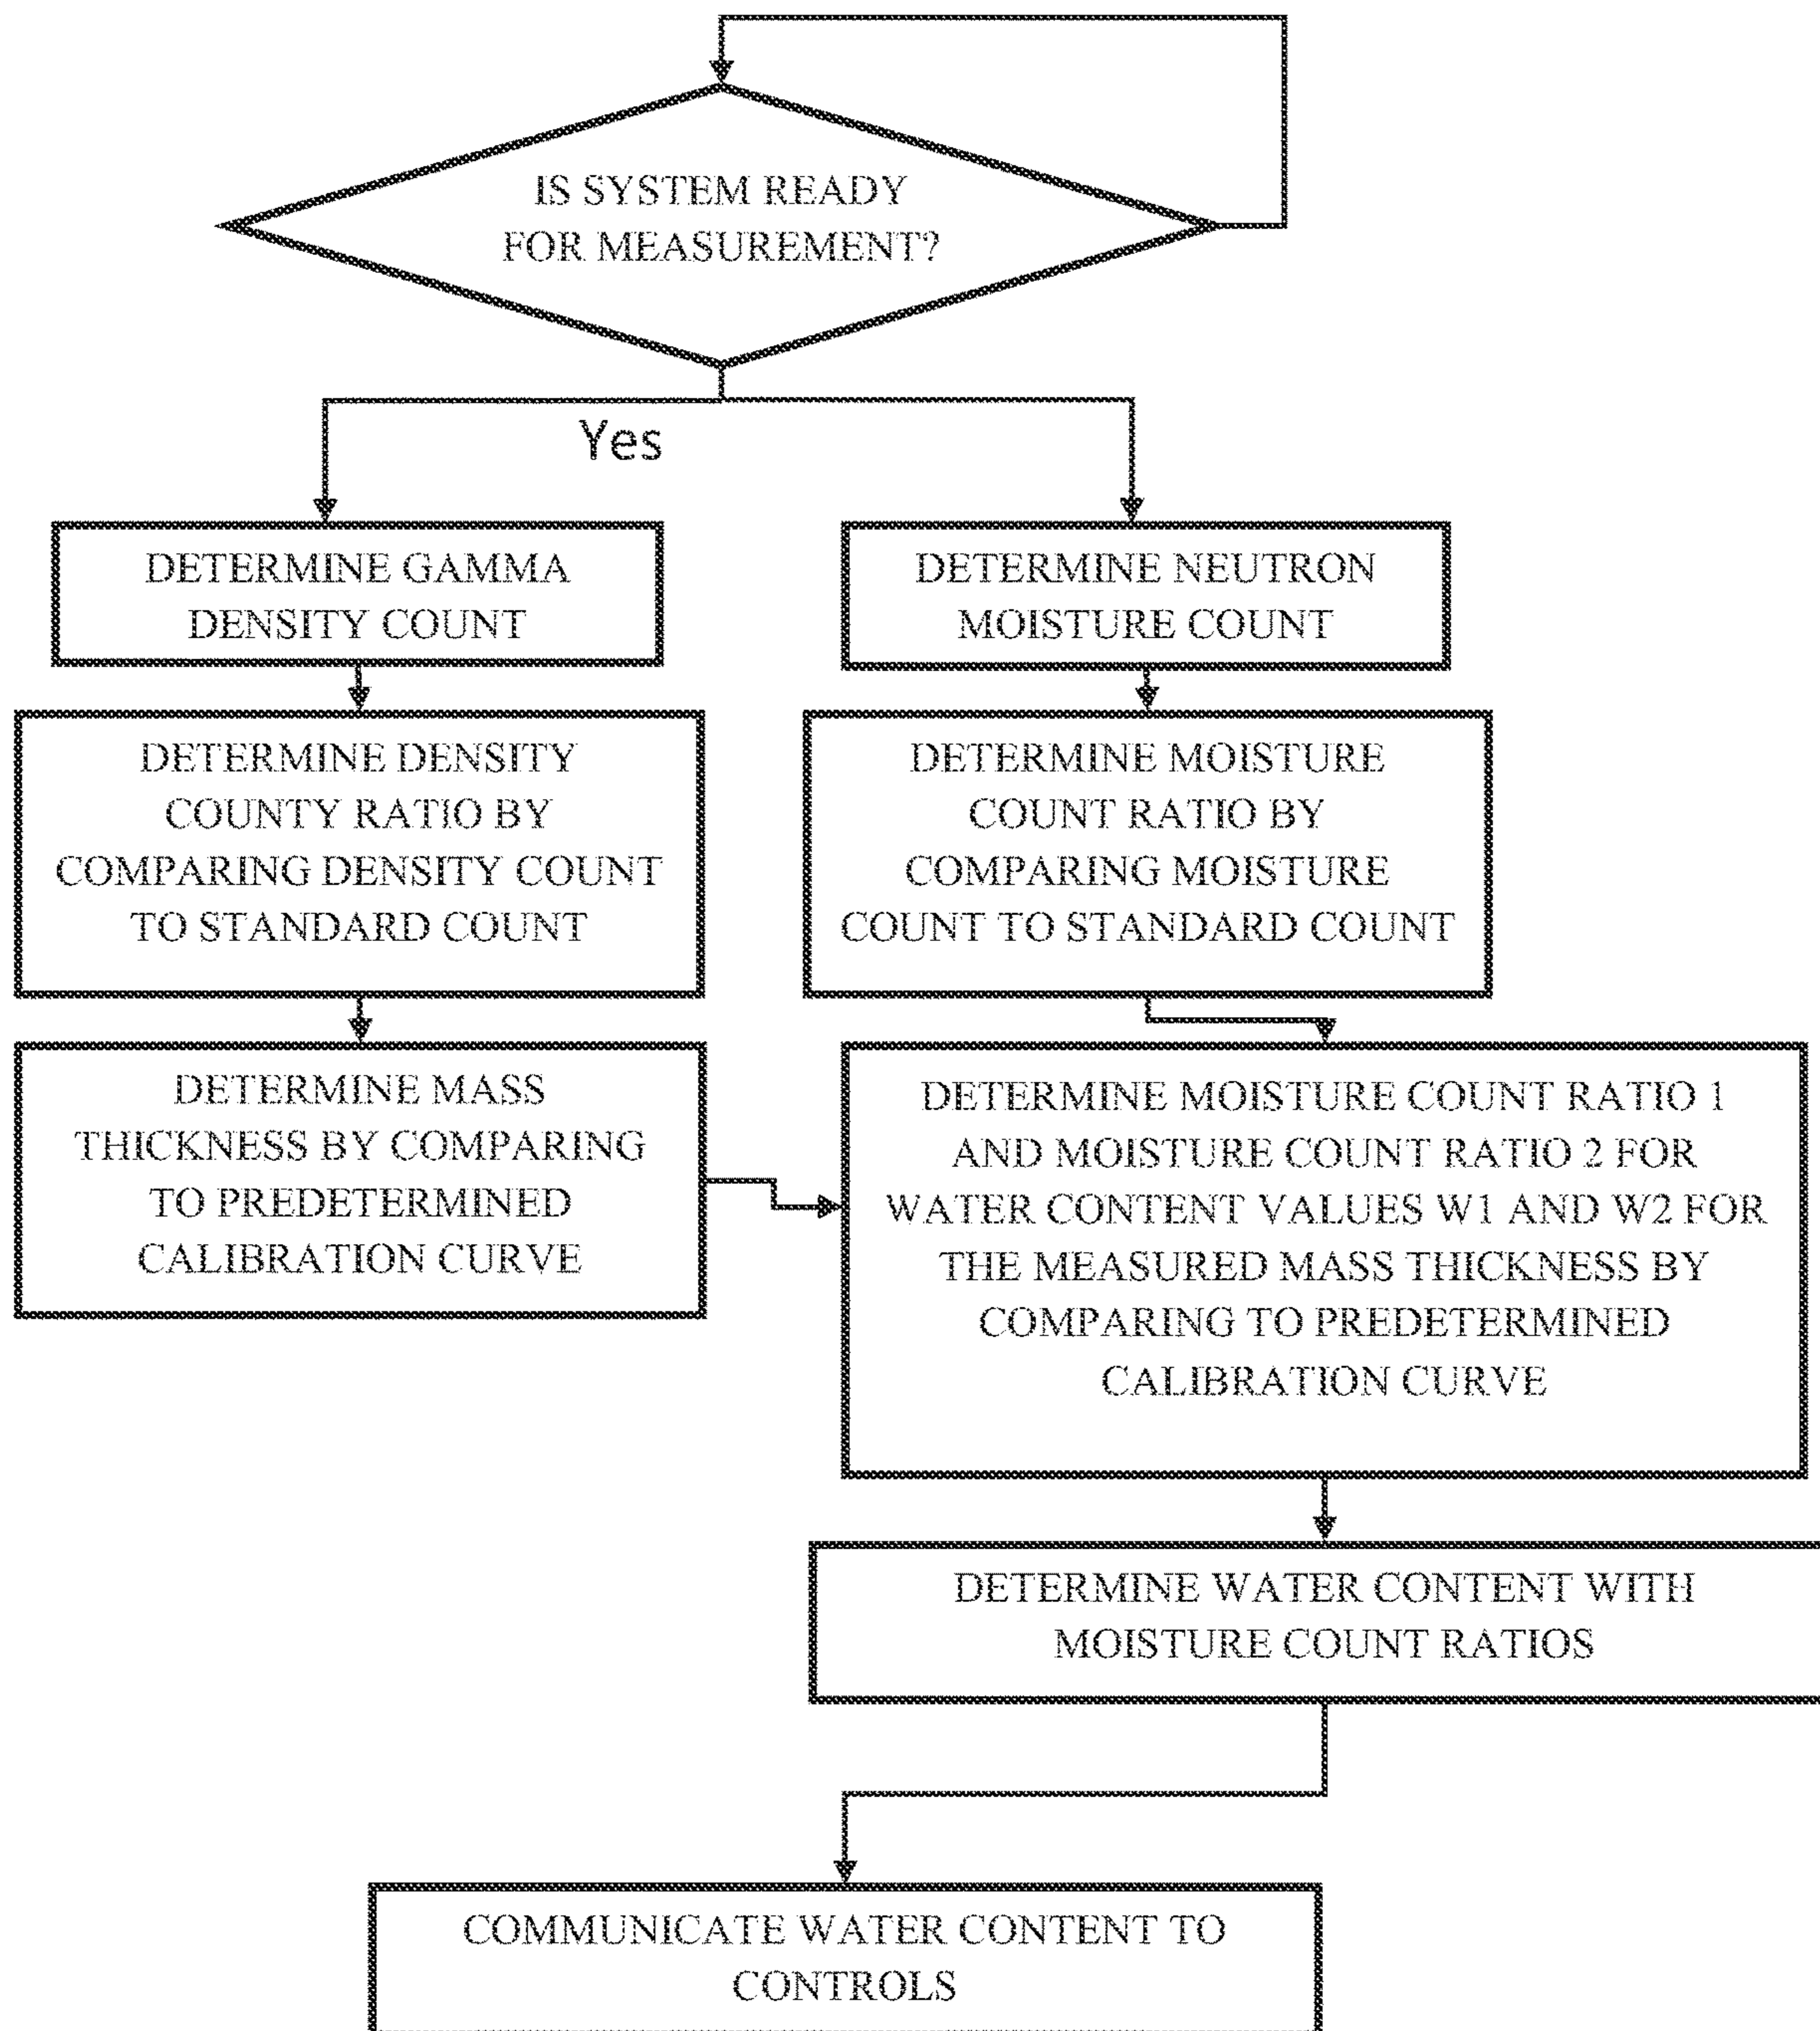 IS SYSTEM READY
FOR MEASUREMENT?
Yes
DETERMINE GAMMA
DENSITY COUNT
DETERMINE NEUTRON
MOISTURE COUNT
DETERMINE DENSITY
COUNTY RATIO BY
COMPARING DENSITY COUNT
TO STANDARD COUNT
DETERMINE MOISTURE
COUNT RATIO BY
COMPARING MOISTURE
COUNT TO STANDARD COUNT
DETERMINE MASS
THICKNESS BY COMPARING
TO PREDETERMINED
CALIBRATION CURVE
DETERMINE MOISTURE COUNT RATIO 1
AND MOISTURE COUNT RATIO 2 FOR
WATER CONTENT VALUES W1 AND W2 FOR
THE MEASURED MASS THICKNESS BY
COMPARING TO PREDETERMINED
CALIBRATION CURVE
DETERMINE WATER CONTENT WITH
MOISTURE COUNT RATIOS
COMMUNICATE WATER CONTENT TO
CONTROLS